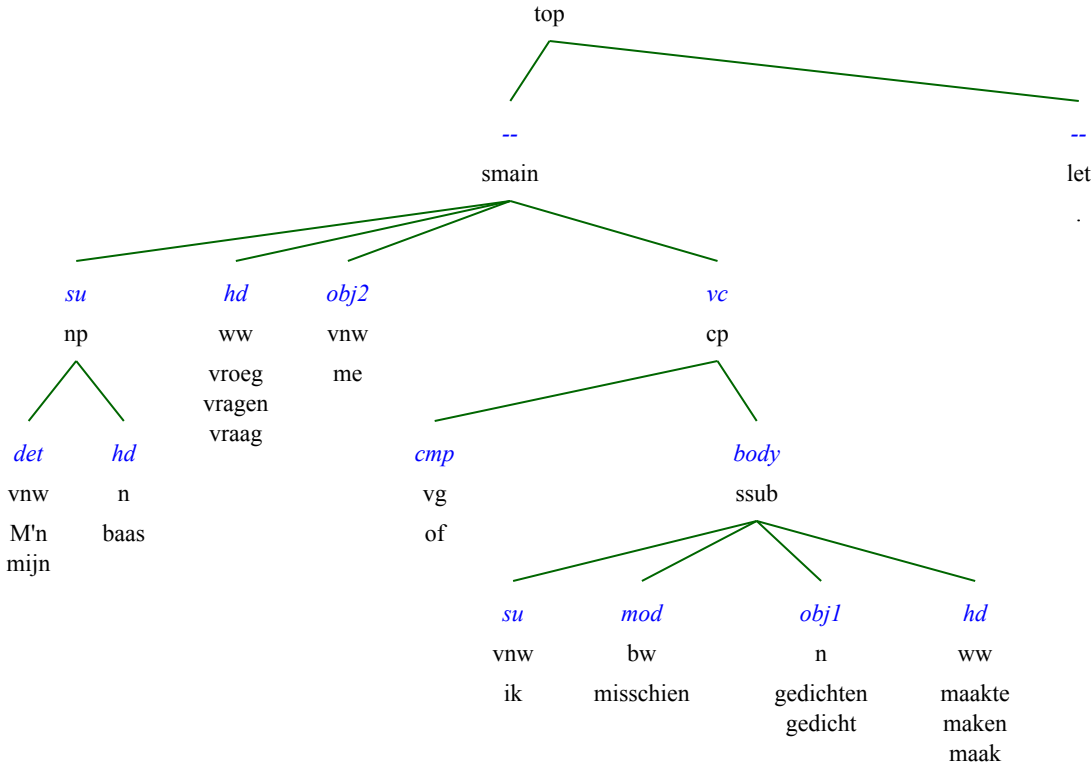 top
-- --
smain let
.
su hd obj2 vc
np ww vnw cp
vroeg me
vragen
vraag
det hd cmp body
vnw n vg ssub
M'n baas of
mijn
su mod obj1 hd
vnw bw n ww
ik misschien gedichten maakte
gedicht maken
maak